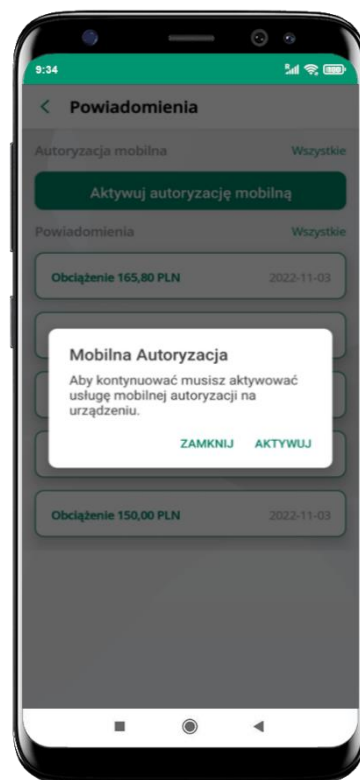 9:34
Powiadomienia
Autoryzacja mobilna Wszystkie
Aktywuj autoryzację mobilną
Powiadomienia Wszystkie
Obciążenie 165,80 PLN 2022-11-03
Mobilna Autoryzacja
Aby kontynuować musisz aktywować
usługę mobilnej autoryzacji na
urządzeniu.
ZAMKNIJ AKTYWUJ
Obciążenie 150,00 PLN 2022-11-03